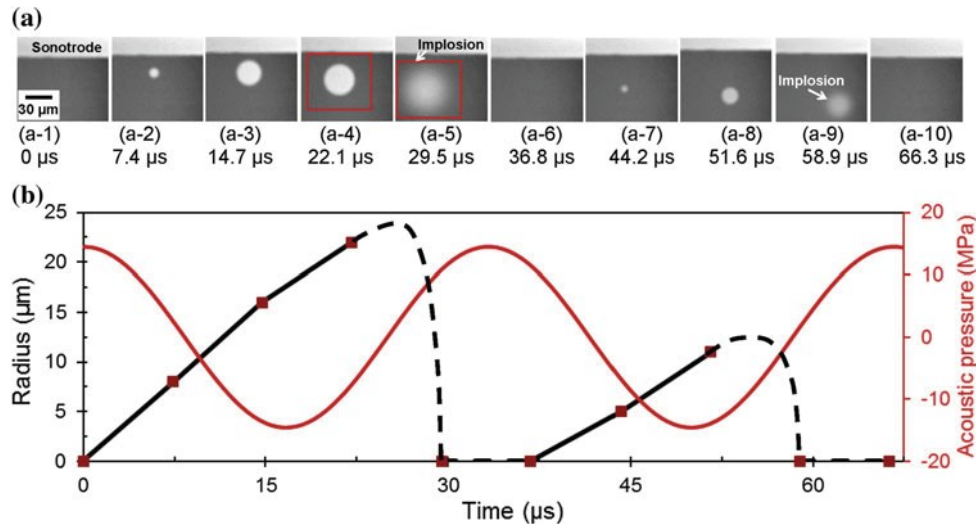 (a)
Sonotrode
Implosion
Implosion
30 µm
(a-1) (a-2) (a-3) (a-4) (a-5) (a-6) (a-7) (a-8) (a-9) (a-10)
0 µs 7.4 µs 14.7 µs 22.1 µs 29.5 µs 36.8 µs 44.2 µs 51.6 µs 58.9 µs 66.3 µs
(b)
25
20
15
10
5
0
Radius (µm)
20
10
0
-10
-20
Acoustic pressure (MPa)
0 15 30 45 60
Time (µs)